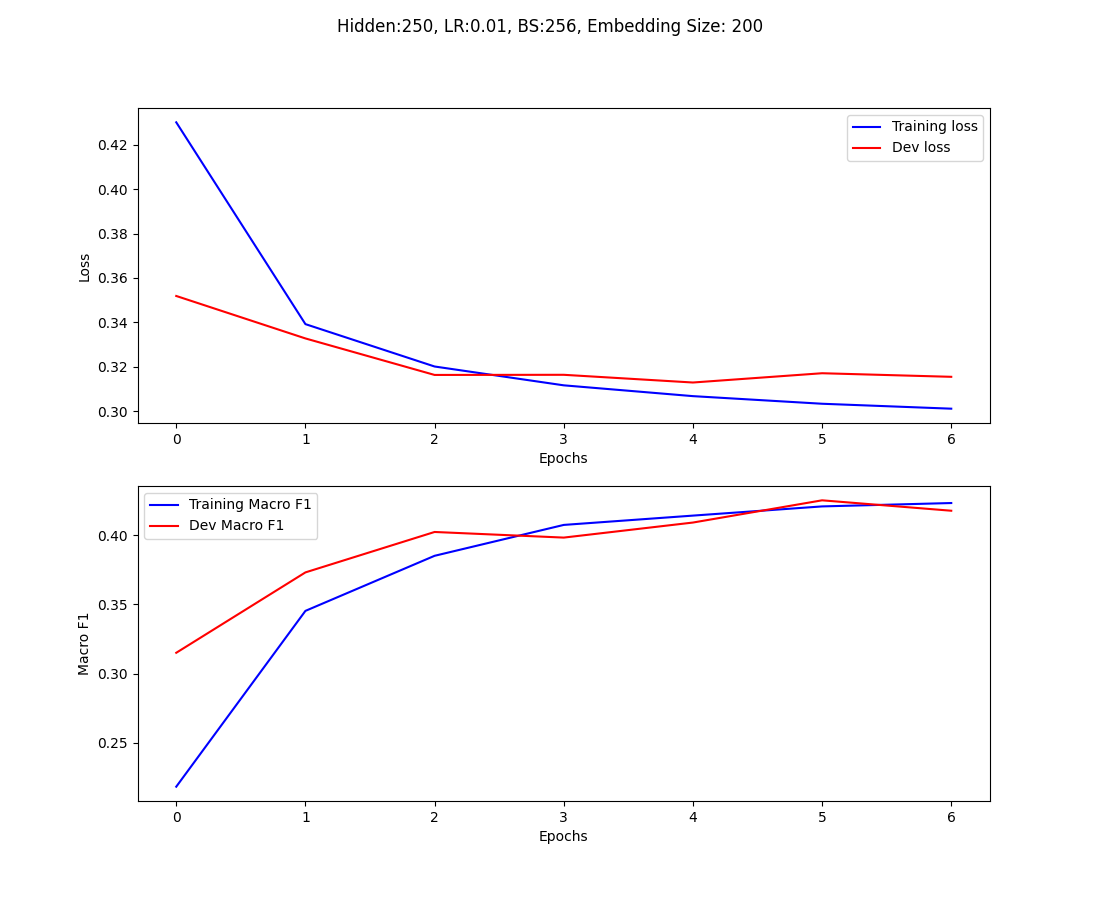 Hidden:250, LR:0.01, BS:256, Embedding Size: 200
Training loss
Dev loss
0.42
0.40
0.38
0.36
0.34
0.32
0.30
Loss
0 1 2 3 4 5 6
Epochs
Training Macro F1
Dev Macro F1
0.40
0.35
0.30
0.25
Macro F1
0 1 2 3 4 5 6
Epochs